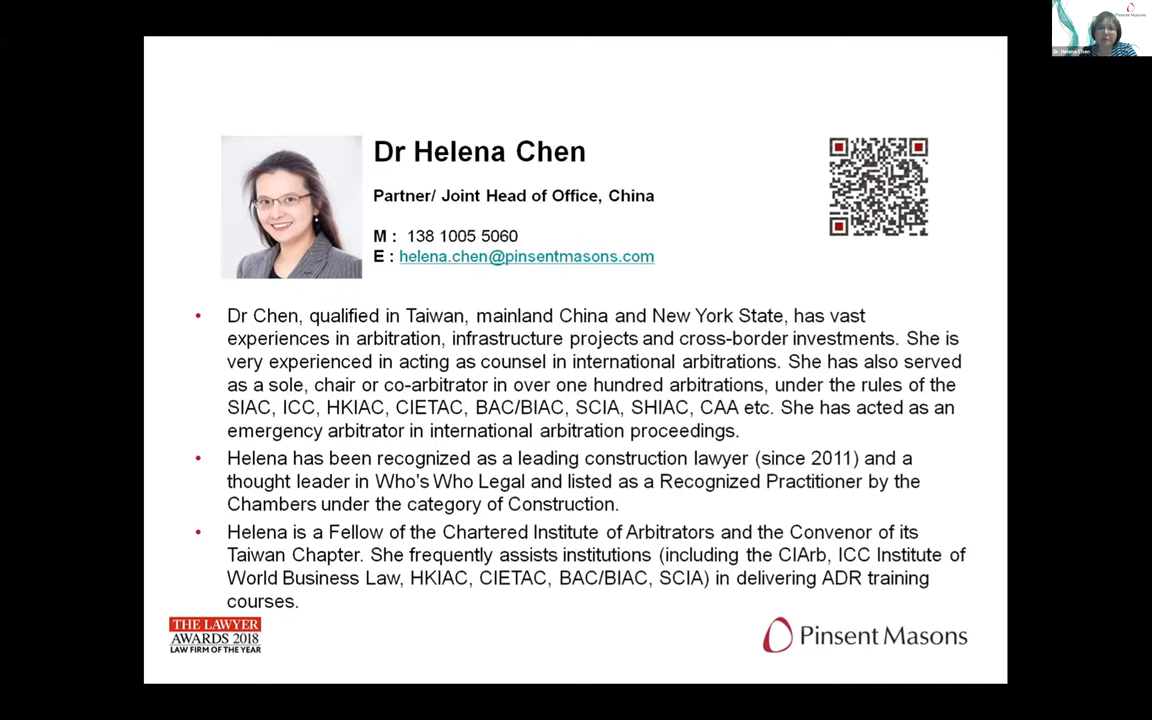 Pinsent Masons
Dr. Helena Chen
Dr Helena Chen
Partner/ Joint Head of Office, China
M : 138 1005 5060
E : helena.chen@pinsentmasons.com
• Dr Chen, qualified in Taiwan, mainland China and New York State, has vast
experiences in arbitration, infrastructure projects and cross-border investments. She is
very experienced in acting as counsel in international arbitrations. She has also served
as a sole, chair or co-arbitrator in over one hundred arbitrations, under the rules of the
SIAC, ICC, HKIAC, CIETAC, BAC/BIAC, SCIA, SHIAC, CAA etc. She has acted as an
emergency arbitrator in international arbitration proceedings.
• Helena has been recognized as a leading construction lawyer (since 2011) and a
thought leader in Who's Who Legal and listed as a Recognized Practitioner by the
Chambers under the category of Construction.
• Helena is a Fellow of the Chartered Institute of Arbitrators and the Convenor of its
Taiwan Chapter. She frequently assists institutions (including the CIArb, ICC Institute of
World Business Law, HKIAC, CIETAC, BAC/BIAC, SCIA) in delivering ADR training
courses.
THE LAWYER
AWARDS 2018
LAW FIRM OF THE YEAR
Pinsent Masons